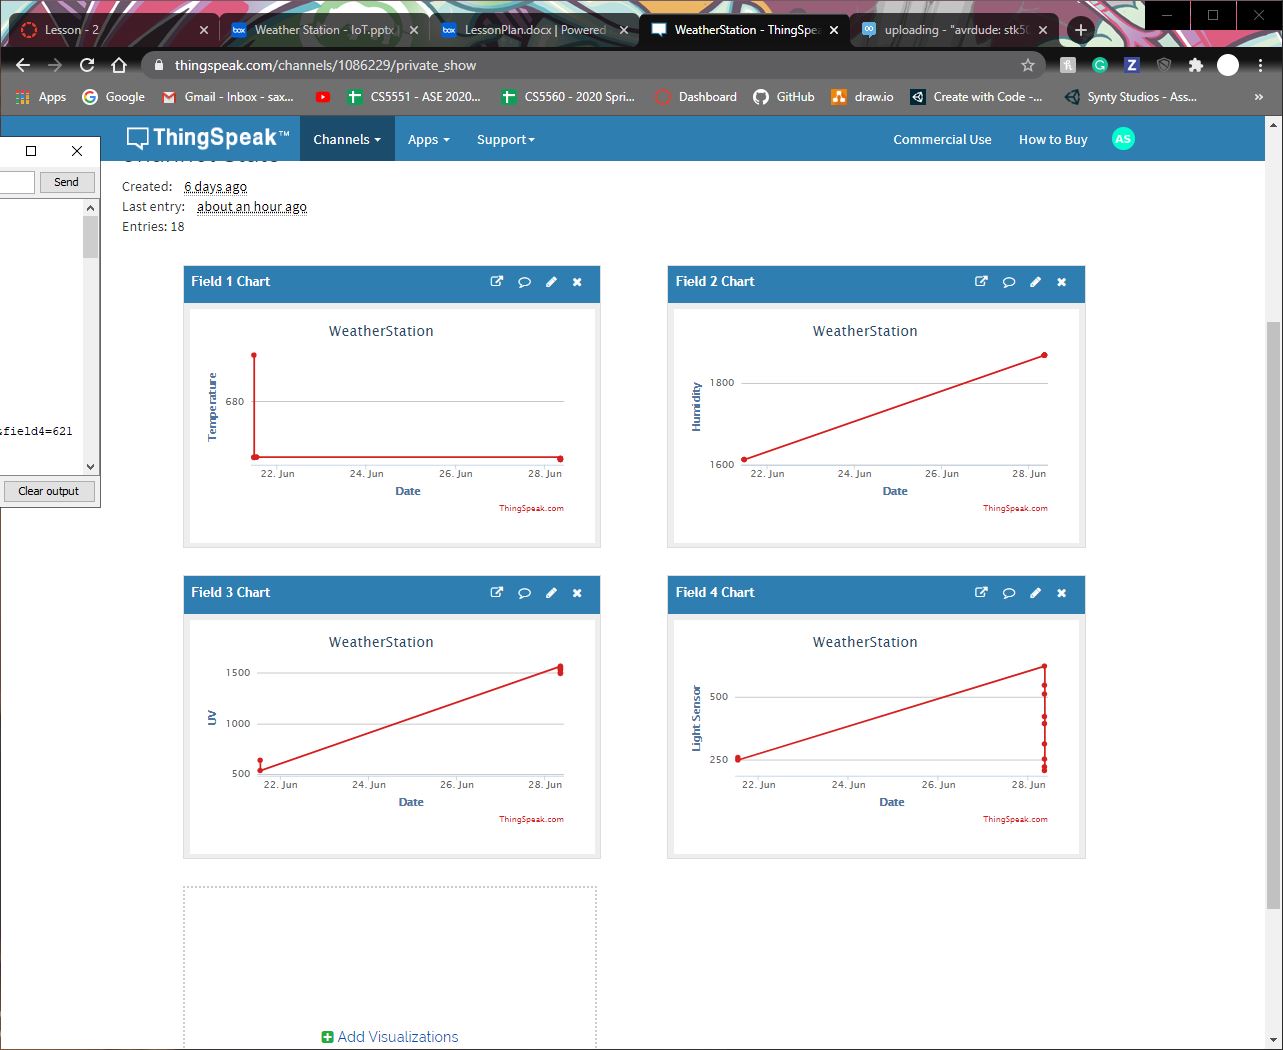 Lesson - 2
Weather Station - IoT.pptx
LessonPlan.docx | Powered
WeatherStation - ThingSpea
uploading - "avrdude: stk50
thingspeak.com/channels/1086229/private_show
Apps
Google
Gmail - Inbox - sax...
CS5551 - ASE 2020...
CS5560 - 2020 Spri...
Dashboard
GitHub
draw.io
Create with Code -...
Synty Studios - Ass...
»
ThingSpeak™
Channels
Apps
Support
Commercial Use
How to Buy
AS
Send
&field4=621
Clear output
Created: 6 days ago
Last entry: about an hour ago
Entries: 18
Field 1 Chart
WeatherStation
Temperature
680
22. Jun
24. Jun
26. Jun
28. Jun
Date
ThingSpeak.com
Field 2 Chart
WeatherStation
Humidity
1800
1600
22. Jun
24. Jun
26. Jun
28. Jun
Date
ThingSpeak.com
Field 3 Chart
WeatherStation
UV
1500
1000
500
22. Jun
24. Jun
26. Jun
28. Jun
Date
ThingSpeak.com
Field 4 Chart
WeatherStation
Light Sensor
500
250
22. Jun
24. Jun
26. Jun
28. Jun
Date
ThingSpeak.com
Add Visualizations